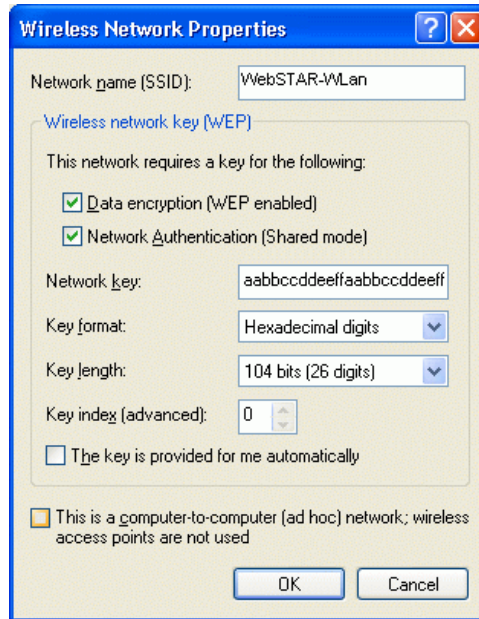 Wireless Network Properties
Network name (SSID): WebSTAR-WLan
Wireless network key (WEP)
This network requires a key for the following:
Data encryption (WEP enabled)
Network Authentication (Shared mode)
Network key: aabbccddeeffaabbccddeeff
Key format: Hexadecimal digits
Key length: 104 bits (26 digits)
Key index (advanced): 0
The key is provided for me automatically
This is a computer-to-computer (ad hoc) network; wireless
access points are not used
OK Cancel